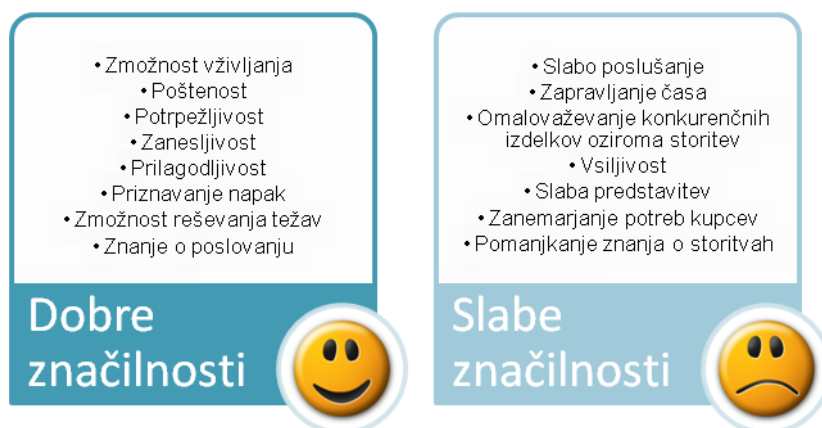 • Zmožnost vživljanja
• Poštenost
• Potrpežljivost
• Zanesljivost
• Prilagodljivost
• Priznavanje napak
• Zmožnost reševanja težav
• Znanje o poslovanju
Dobre
značilnosti
• Slabo poslušanje
• Zapravljanje časa
• Omalovaževanje konkurenčnih
izdelkov oziroma storitev
• Vsiljivost
• Slaba predstavitev
• Zanemarjanje potreb kupcev
• Pomanjkanje znanja o storitvah
Slabe
značilnosti